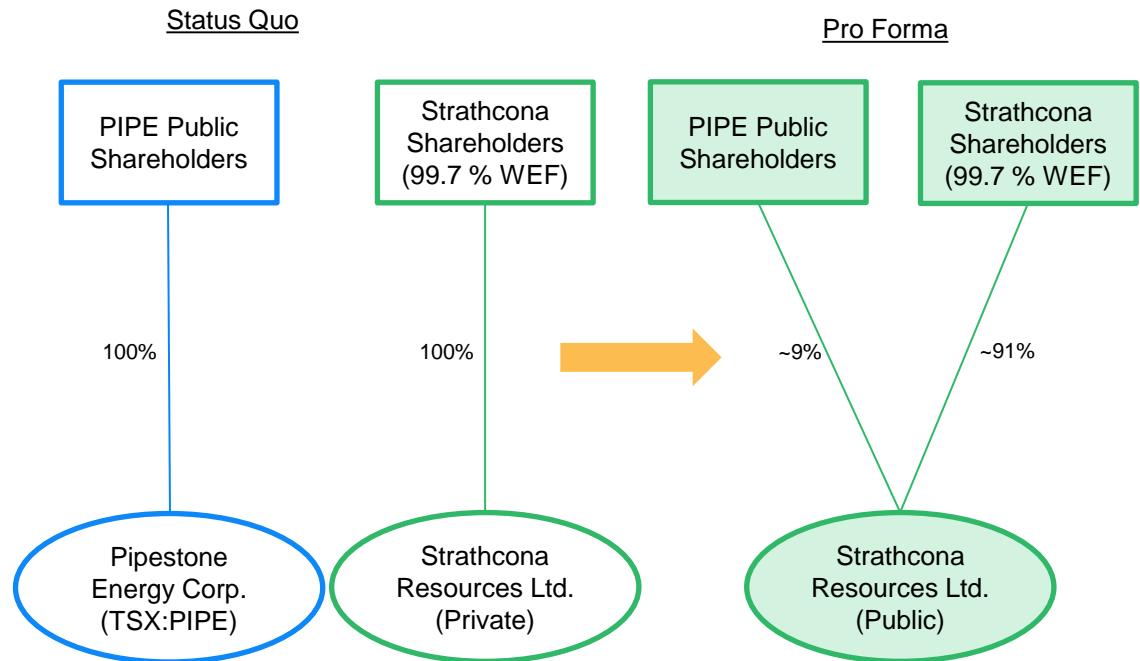 Status Quo
Pro Forma
PIPE Public
Shareholders
Strathcona
Shareholders
(99.7 % WEF)
PIPE Public
Shareholders
Strathcona
Shareholders
(99.7 % WEF)
100%
100%
~9%
~91%
Pipestone
Energy Corp.
(TSX:PIPE)
Strathcona
Resources Ltd.
(Private)
Strathcona
Resources Ltd.
(Public)